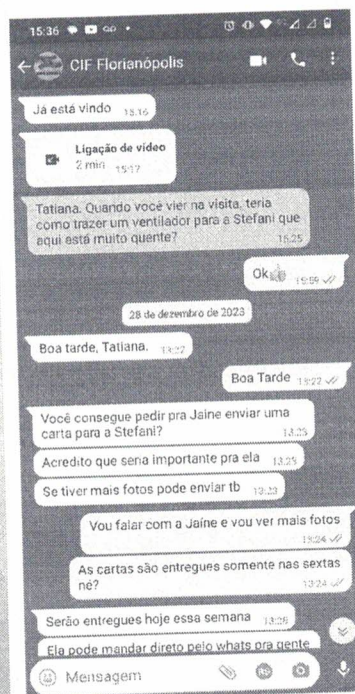 15:36
CIF Florianópolis
Já está vindo 15:16
Ligação de vídeo
2 min 15:17
Tatiana. Quando você vier na visita, teria
como trazer um ventilador para a Stefani que
aqui está muito quente? 15:25
Ok👍 15:59
28 de dezembro de 2023
Boa tarde, Tatiana. 13:22
Boa Tarde 13:22
Você consegue pedir pra Jaine enviar uma
carta para a Stefani? 13:23
Acredito que seria importante pra ela 13:23
Se tiver mais fotos pode enviar tb 13:23
Vou falar com a Jaíne e vou ver mais fotos
13:24
As cartas são entregues somente nas sextas
né? 13:24
Serão entregues hoje essa semana 13:26
Ela pode mandar direto pelo whats pra gente
Mensagem